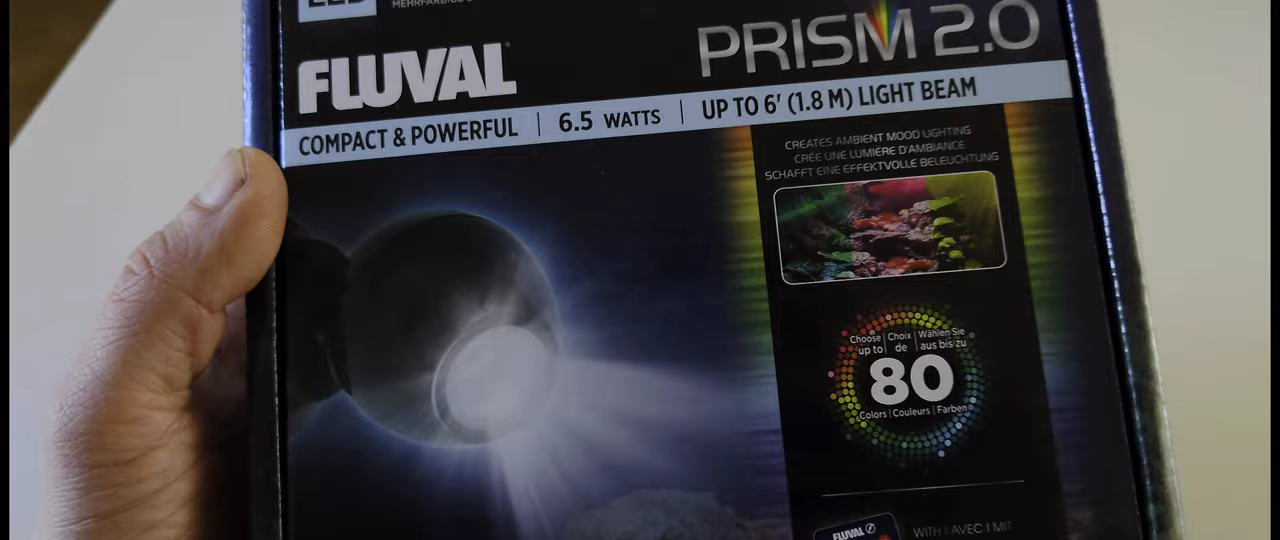 LED
MEHRFARBIGE
FLUVAL
PRISM 2.0
COMPACT & POWERFUL | 6.5 WATTS | UP TO 6' (1.8 M) LIGHT BEAM
CREATES AMBIENT MOOD LIGHTING
CRÉE UNE LUMIÈRE D'AMBIANCE
SCHAFFT EINE EFFEKTVOLLE BELEUCHTUNG
Choose | Choix | Wählen Sie
up to | de | aus bis zu
80
Colors | Couleurs | Farben
FLUVAL
WITH | AVEC | MIT